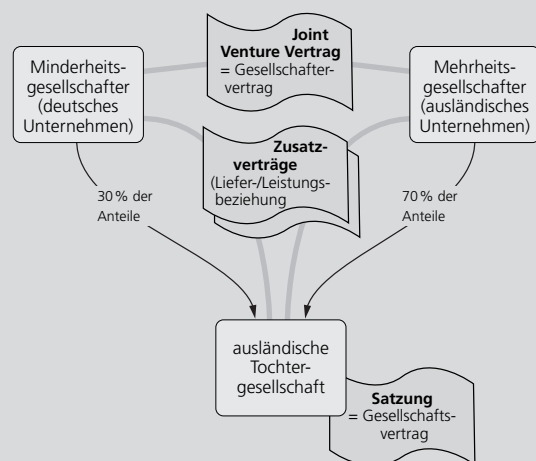 Joint
Venture Vertrag
= Gesellschafter-
vertrag
Minderheits-
gesellschafter
(deutsches
Unternehmen)
Mehrheits-
gesellschafter
(ausländisches
Unternehmen)
Zusatz-
verträge
(Liefer-/Leistungs-
beziehung
30 % der
Anteile
70 % der
Anteile
ausländische
Tochter-
gesellschaft
Satzung
= Gesellschafts-
vertrag